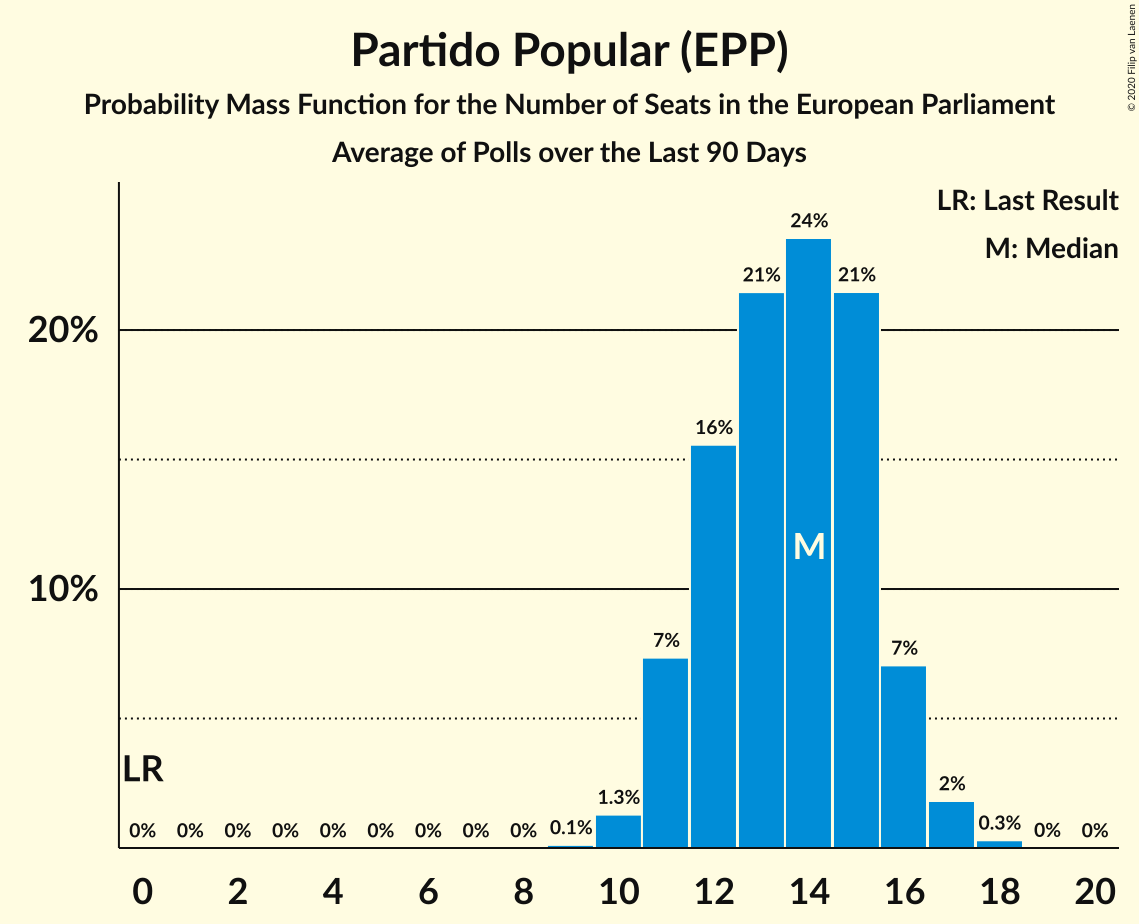 Partido Popular (EPP)
Probability Mass Function for the Number of Seats in the European Parliament
Average of Polls over the Last 90 Days
© 2020 Filip van Laenen
LR: Last Result
M: Median
24%
21%
21%
20%
16%
M
10%
7%
7%
LR
2%
1.3%
0.3%
0% 0% 0% 0% 0% 0% 0% 0% 0% 0.1% 0% 0%
0 2 4 6 8 10 12 14 16 18 20